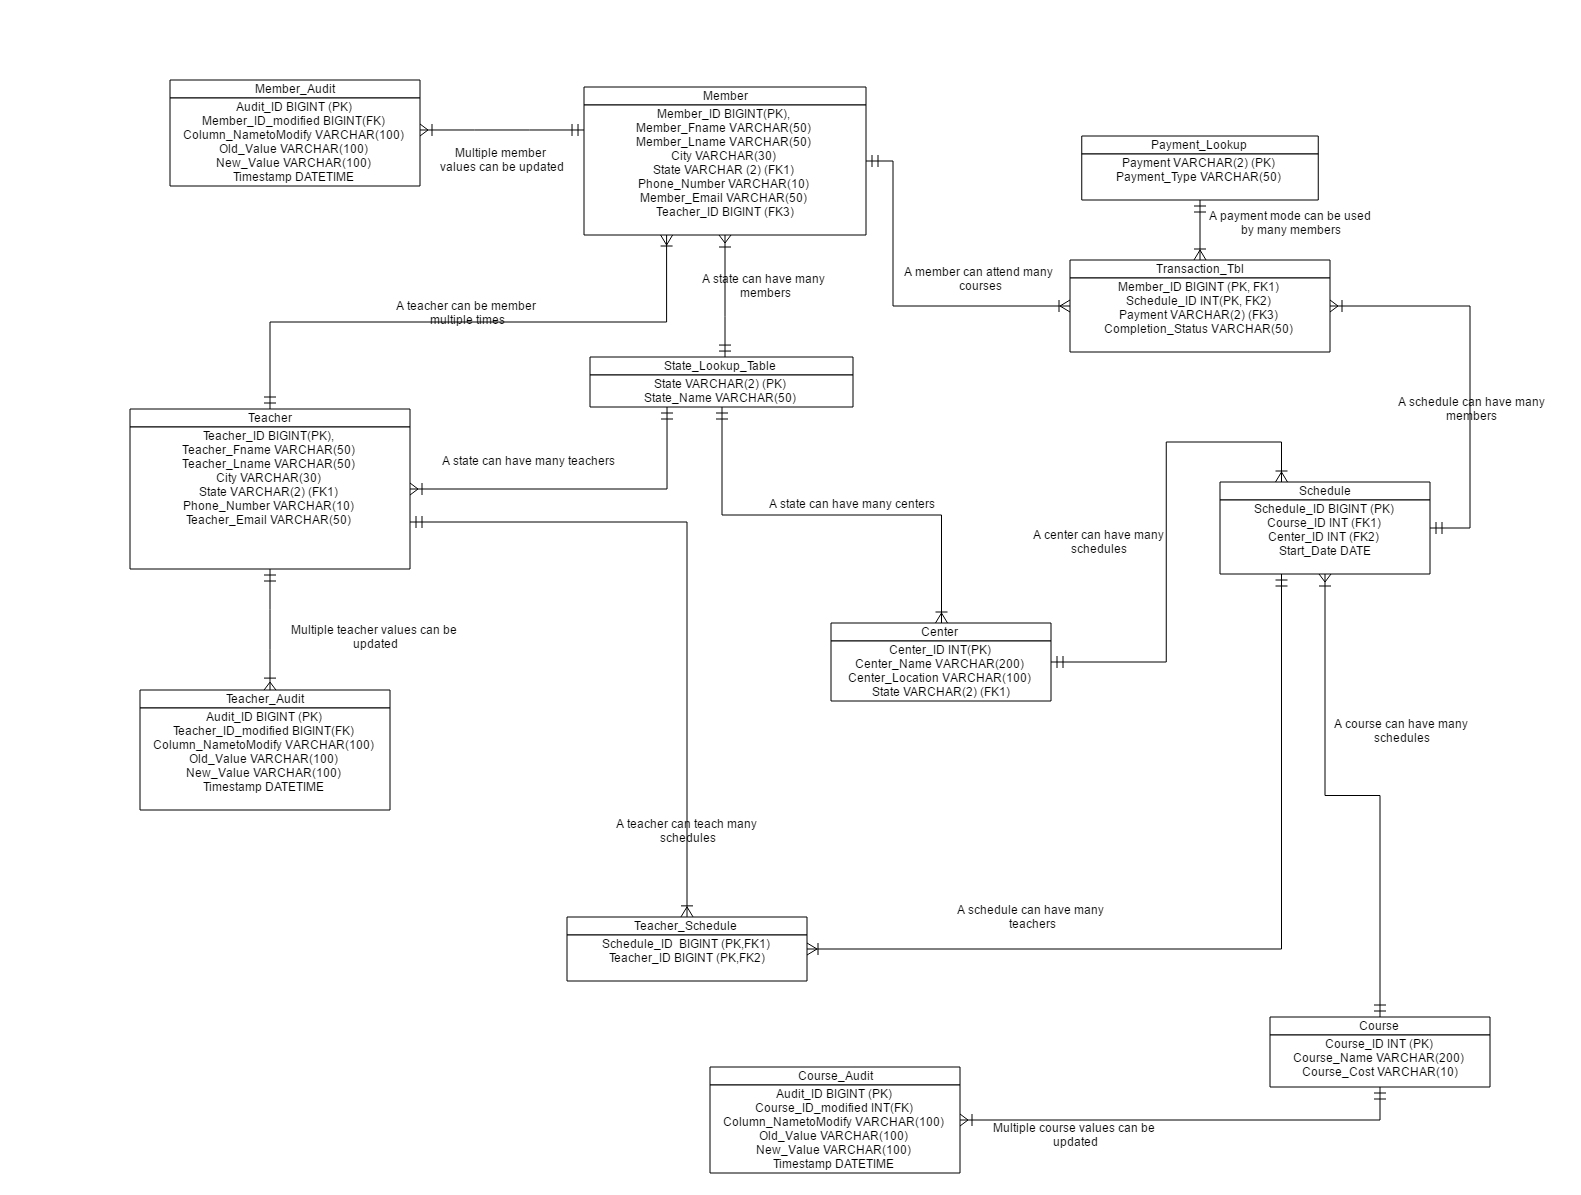 Member_Audit
Audit_ID BIGINT (PK)
Member_ID_modified BIGINT(FK)
Column_NametoModify VARCHAR(100)
Old_Value VARCHAR(100)
New_Value VARCHAR(100)
Timestamp DATETIME
Multiple member
values can be updated
Member
Member_ID BIGINT(PK),
Member_Fname VARCHAR(50)
Member_Lname VARCHAR(50)
City VARCHAR(30)
State VARCHAR (2) (FK1)
Phone_Number VARCHAR(10)
Member_Email VARCHAR(50)
Teacher_ID BIGINT (FK3)
Payment_Lookup
Payment VARCHAR(2) (PK)
Payment_Type VARCHAR(50)
A payment mode can be used
by many members
A member can attend many
courses
Transaction_Tbl
Member_ID BIGINT (PK, FK1)
Schedule_ID INT(PK, FK2)
Payment VARCHAR(2) (FK3)
Completion_Status VARCHAR(50)
A state can have many
members
A teacher can be member
multiple times
State_Lookup_Table
State VARCHAR(2) (PK)
State_Name VARCHAR(50)
A schedule can have many
members
Teacher
Teacher_ID BIGINT(PK),
Teacher_Fname VARCHAR(50)
Teacher_Lname VARCHAR(50)
City VARCHAR(30)
State VARCHAR(2) (FK1)
Phone_Number VARCHAR(10)
Teacher_Email VARCHAR(50)
A state can have many teachers
A state can have many centers
A center can have many
schedules
Schedule
Schedule_ID BIGINT (PK)
Course_ID INT (FK1)
Center_ID INT (FK2)
Start_Date DATE
Multiple teacher values can be
updated
Center
Center_ID INT(PK)
Center_Name VARCHAR(200)
Center_Location VARCHAR(100)
State VARCHAR(2) (FK1)
Teacher_Audit
Audit_ID BIGINT (PK)
Teacher_ID_modified BIGINT(FK)
Column_NametoModify VARCHAR(100)
Old_Value VARCHAR(100)
New_Value VARCHAR(100)
Timestamp DATETIME
A course can have many
schedules
A teacher can teach many
schedules
A schedule can have many
teachers
Teacher_Schedule
Schedule_ID  BIGINT (PK,FK1)
Teacher_ID BIGINT (PK,FK2)
Course
Course_ID INT (PK)
Course_Name VARCHAR(200)
Course_Cost VARCHAR(10)
Course_Audit
Audit_ID BIGINT (PK)
Course_ID_modified INT(FK)
Column_NametoModify VARCHAR(100)
Old_Value VARCHAR(100)
New_Value VARCHAR(100)
Timestamp DATETIME
Multiple course values can be
updated